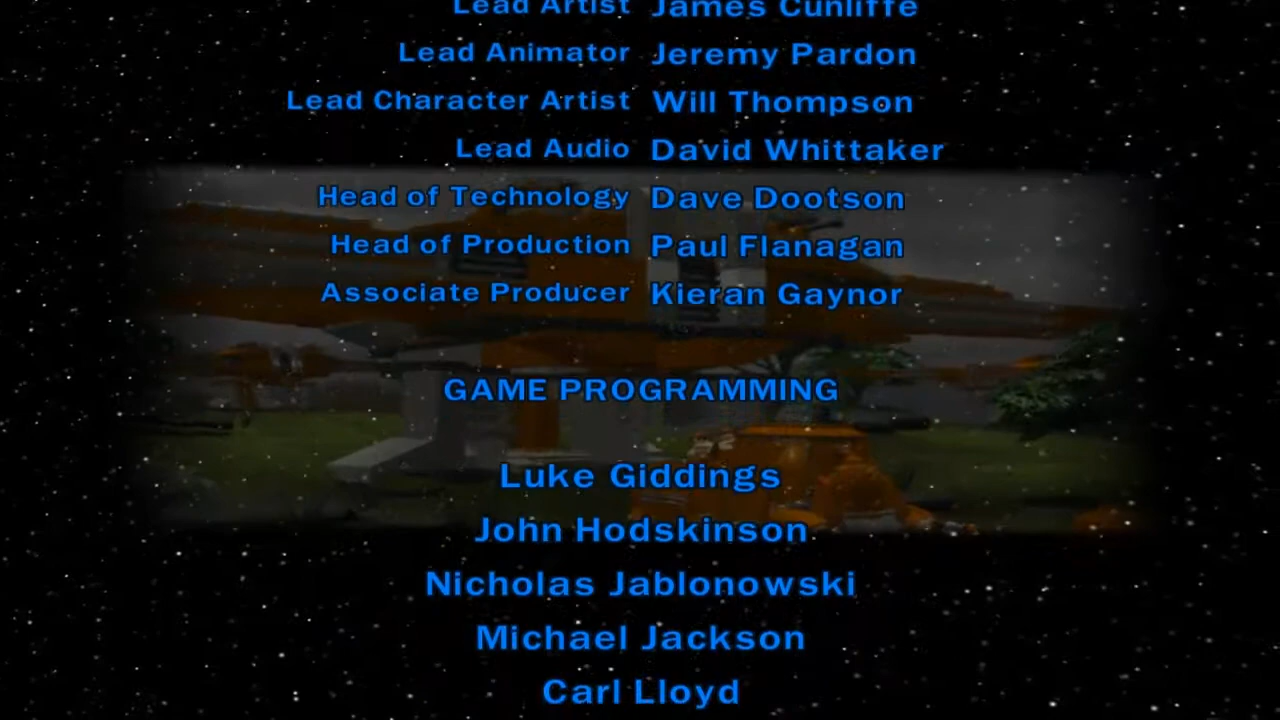 Lead Artist James Cunliffe
Lead Animator Jeremy Pardon
Lead Character Artist Will Thompson
Lead Audio David Whittaker
Head of Technology Dave Dootson
Head of Production Paul Flanagan
Associate Producer Kieran Gaynor
GAME PROGRAMMING
Luke Giddings
John Hodskinson
Nicholas Jablonowski
Michael Jackson
Carl Lloyd